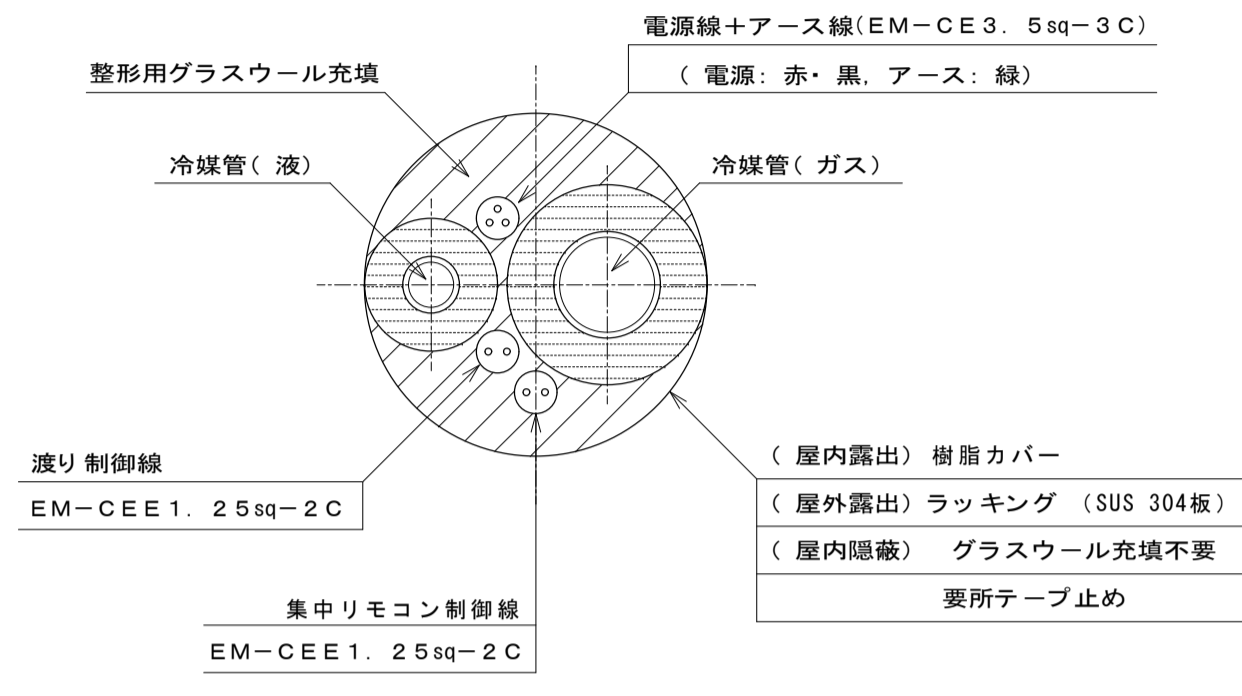 電源線＋アース線(EM－CE3．5sq－3C)
（電源：赤・黒，アース：緑）
整形用グラスウール充填
冷媒管（液）
冷媒管（ガス）
渡り制御線
EM－CEE1．25sq－2C
（屋内露出）樹脂カバー
（屋外露出）ラッキング （SUS 304板）
（屋内隠蔽） グラスウール充填不要
要所テープ止め
集中リモコン制御線
EM－CEE1．25sq－2C